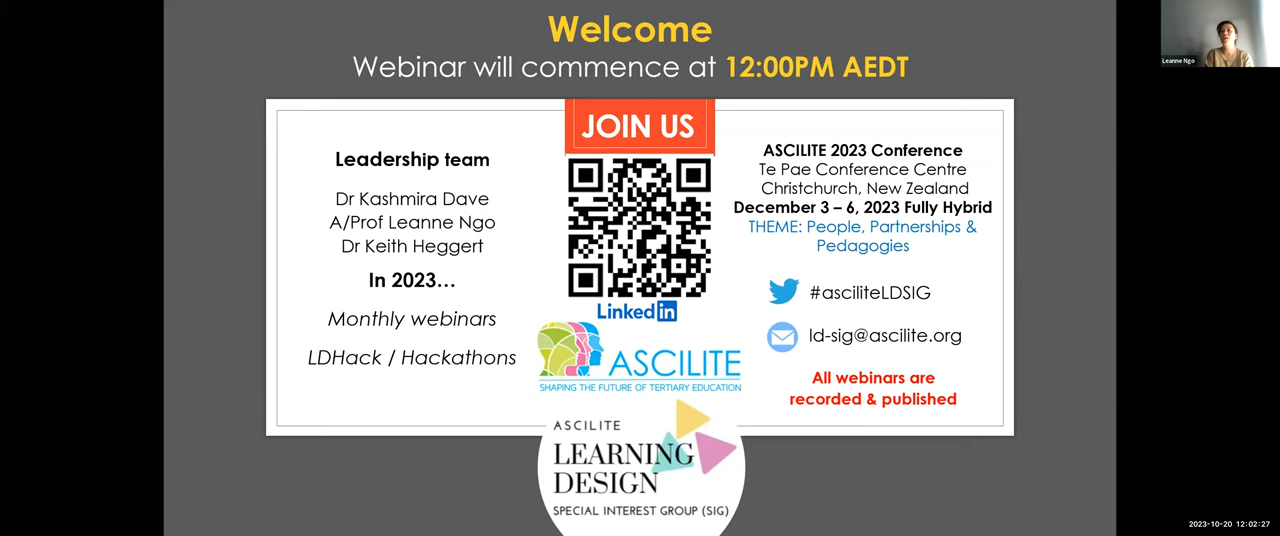 Welcome
Webinar will commence at 12:00PM AEDT
Leanne Ngo
JOIN US
Leadership team
Dr Kashmira Dave
A/Prof Leanne Ngo
Dr Keith Heggert
In 2023...
Monthly webinars
LDHack / Hackathons
LinkedIn
ASCILITE
SHAPING THE FUTURE OF TERTIARY EDUCATION
ASCILITE 2023 Conference
Te Pae Conference Centre
Christchurch, New Zealand
December 3 – 6, 2023 Fully Hybrid
THEME: People, Partnerships &
Pedagogies
#asciliteLDSIG
ld-sig@ascilite.org
All webinars are
recorded & published
ASCILITE
LEARNING
DESIGN
SPECIAL INTEREST GROUP (SIG)
2023-10-20 12:02:27